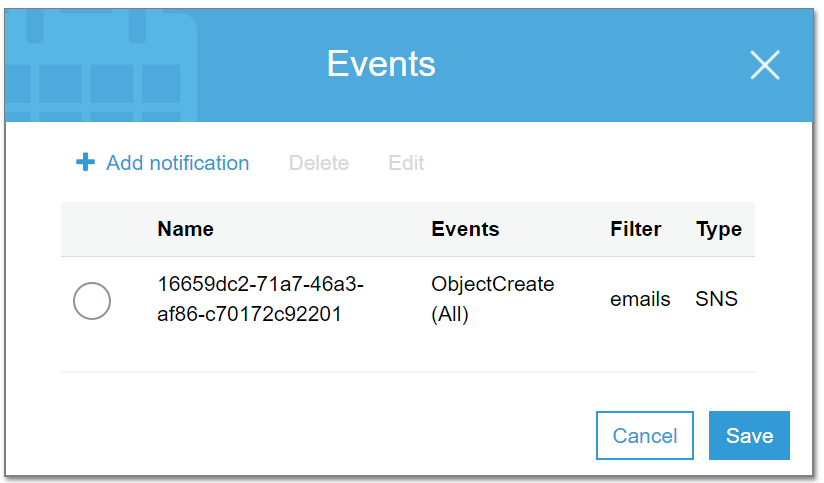 Events
Add notification Delete Edit
Name Events Filter Type
16659dc2-71a7-46a3-
af86-c70172c92201
ObjectCreate
(All)
emails
SNS
Cancel Save